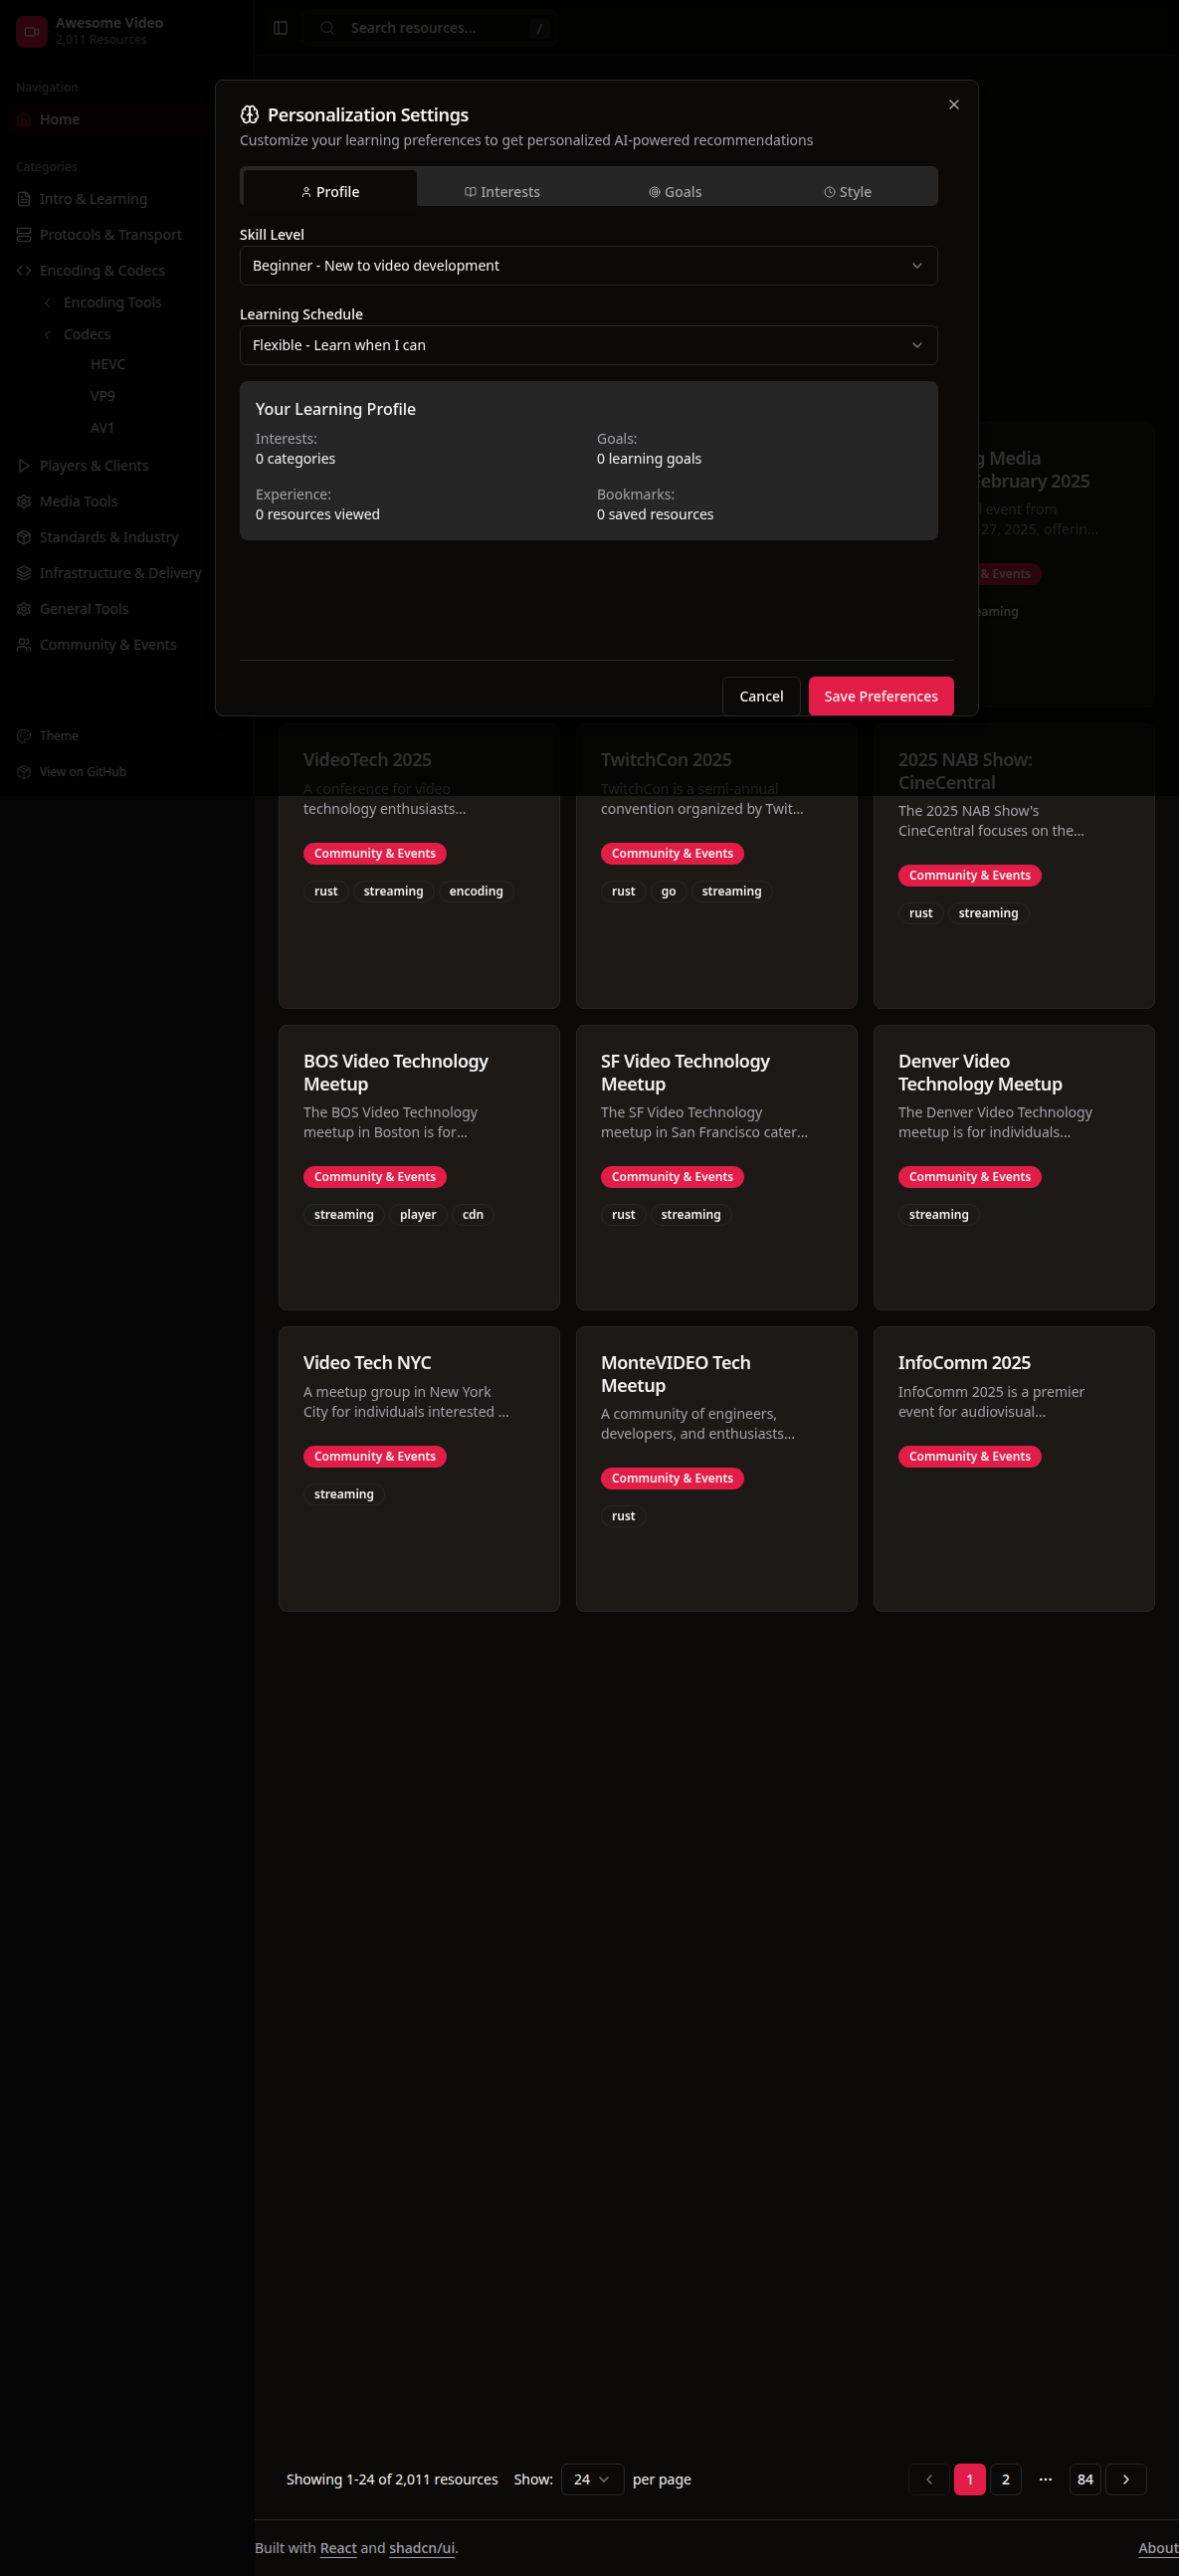 Awesome Video
2,011 Resources
Search resources...
/
Navigation
Home
Categories
Intro & Learning
Protocols & Transport
Encoding & Codecs
Encoding Tools
Codecs
HEVC
VP9
AV1
Players & Clients
Media Tools
Standards & Industry
Infrastructure & Delivery
General Tools
Community & Events
Theme
View on GitHub
Personalization Settings
Customize your learning preferences to get personalized AI-powered recommendations
Profile
Interests
Goals
Style
Skill Level
Beginner - New to video development
Learning Schedule
Flexible - Learn when I can
Your Learning Profile
Interests:
0 categories
Goals:
0 learning goals
Experience:
0 resources viewed
Bookmarks:
0 saved resources
Cancel
Save Preferences
Media
February 2025
event from
-27, 2025, offerin...
& Events
VideoTech 2025
A conference for video
technology enthusiasts...
Community & Events
rust streaming encoding
TwitchCon 2025
TwitchCon is a semi-annual
convention organized by Twit...
Community & Events
rust go streaming
2025 NAB Show:
CineCentral
The 2025 NAB Show's
CineCentral focuses on the...
Community & Events
rust streaming
BOS Video Technology
Meetup
The BOS Video Technology
meetup in Boston is for...
Community & Events
streaming player cdn
SF Video Technology
Meetup
The SF Video Technology
meetup in San Francisco cater...
Community & Events
rust streaming
Denver Video
Technology Meetup
The Denver Video Technology
meetup is for individuals...
Community & Events
streaming
Video Tech NYC
A meetup group in New York
City for individuals interested ...
Community & Events
streaming
MonteVIDEO Tech
Meetup
A community of engineers,
developers, and enthusiasts...
Community & Events
rust
InfoComm 2025
InfoComm 2025 is a premier
event for audiovisual...
Community & Events
Showing 1-24 of 2,011 resources Show: 24 per page
1 2 ... 84
Built with React and shadcn/ui.
About